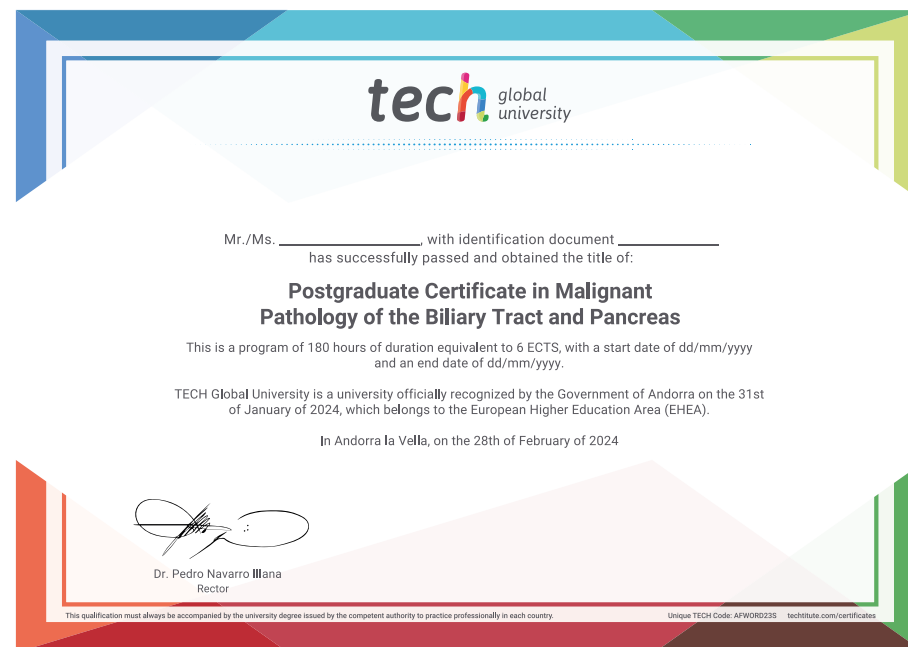 tech global
university
Mr./Ms. ____________________, with identification document ______________
has successfully passed and obtained the title of:
Postgraduate Certificate in Malignant
Pathology of the Biliary Tract and Pancreas
This is a program of 180 hours of duration equivalent to 6 ECTS, with a start date of dd/mm/yyyy
and an end date of dd/mm/yyyy.
TECH Global University is a university officially recognized by the Government of Andorra on the 31st
of January of 2024, which belongs to the European Higher Education Area (EHEA).
In Andorra la Vella, on the 28th of February of 2024
Dr. Pedro Navarro Illana
Rector
This qualification must always be accompanied by the university degree issued by the competent authority to practice professionally in each country.
Unique TECH Code: AFWORD23S techtitute.com/certificates